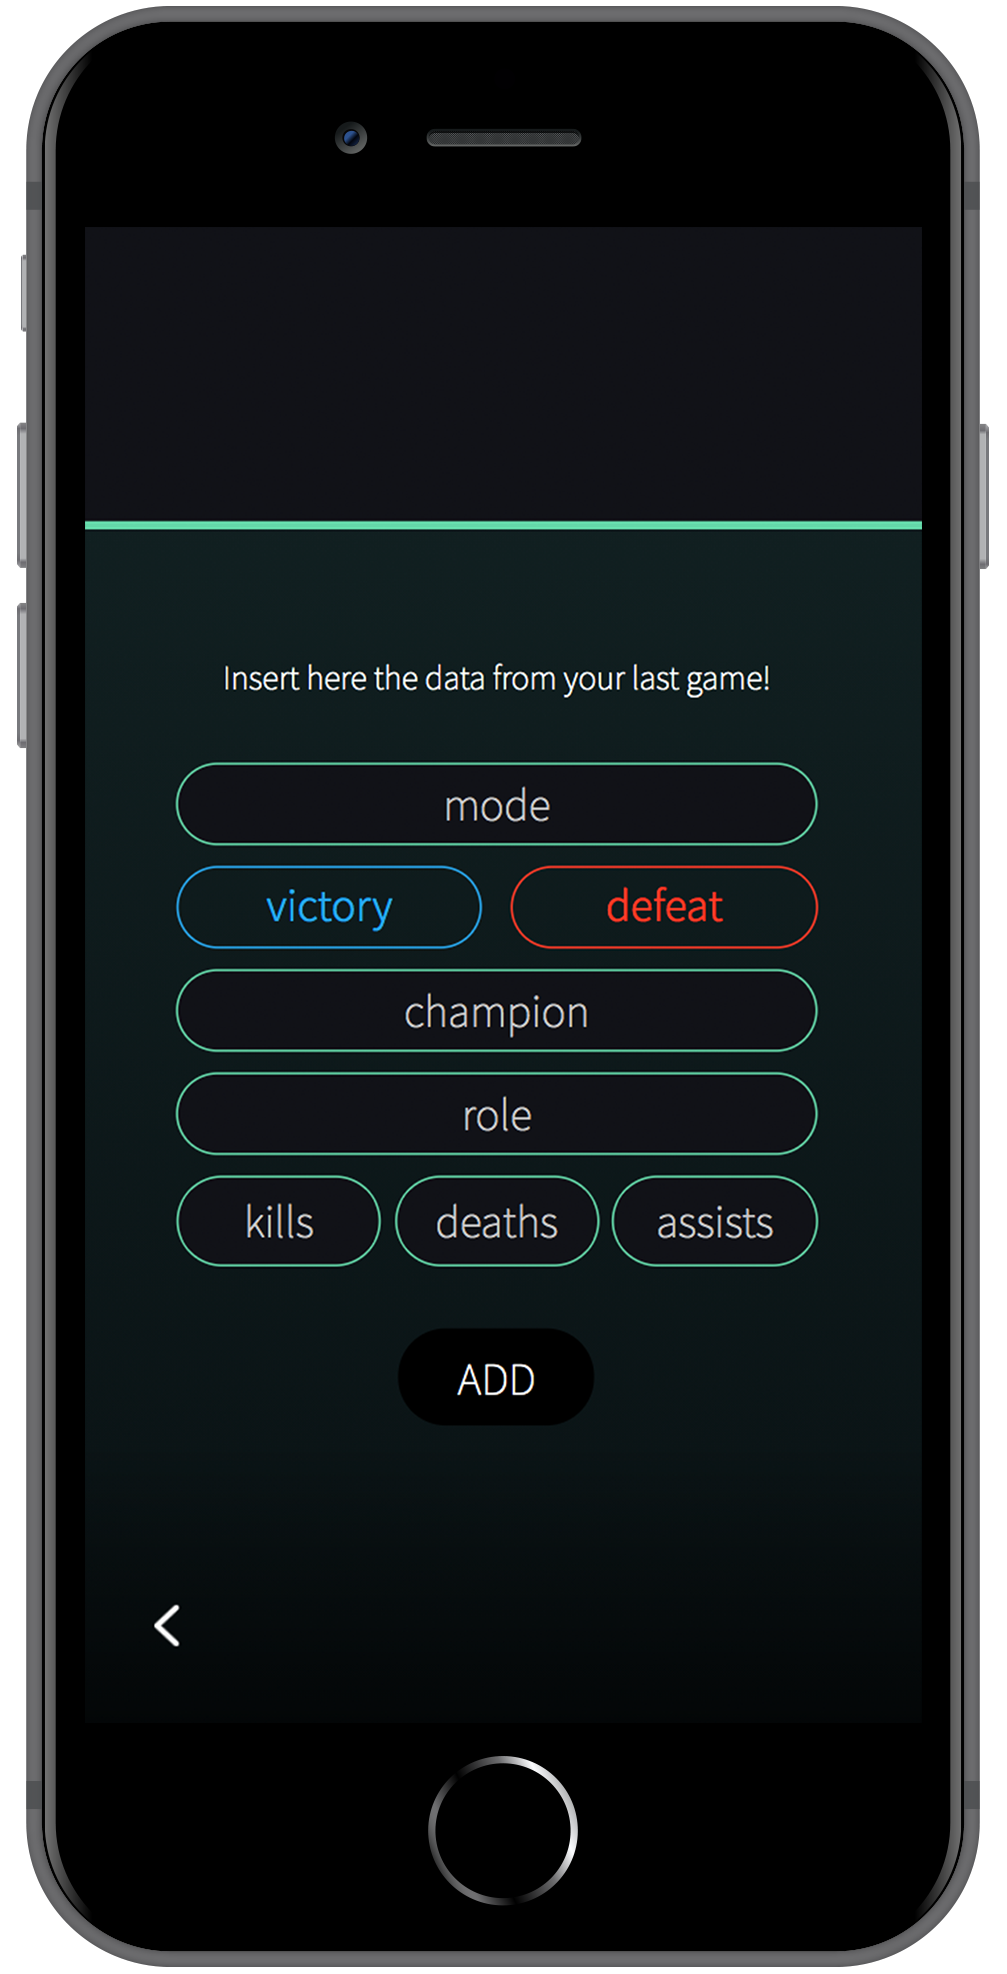 Insert here the data from your last game!
mode
victory defeat
champion
role
kills deaths assists
ADD